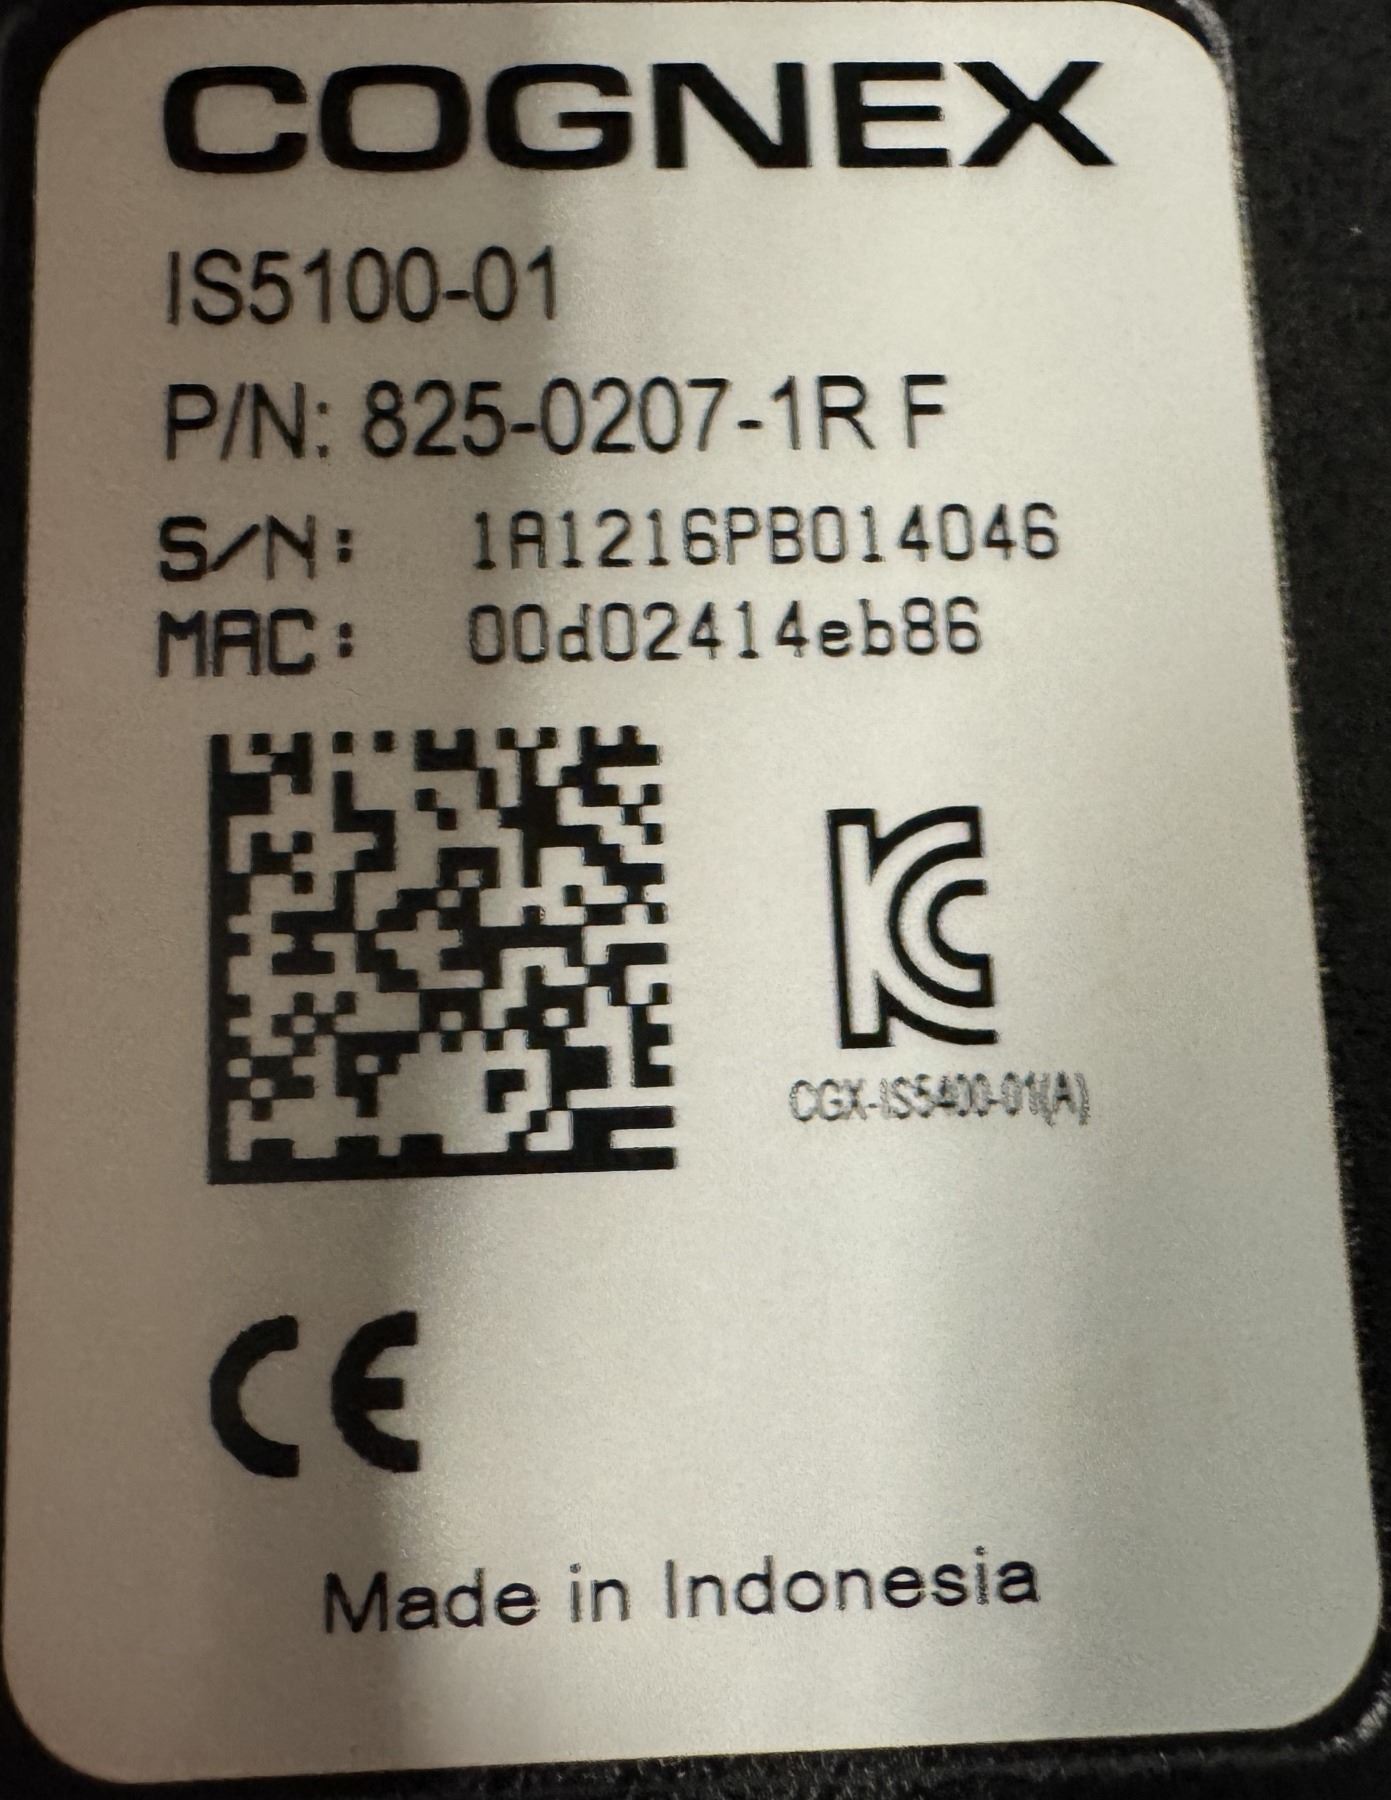 COGNEX
IS5100-01
P/N: 825-0207-1R F
S/N: 1A1216PB014046
MAC: 00d02414eb86
CGX-IS5400-01(A)
CE
Made in Indonesia